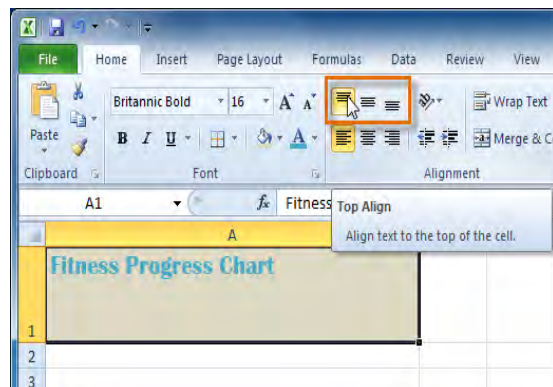 File Home Insert Page Layout Formulas Data Review View
Britannic Bold 16 A A Wrap Text
Paste B I U A Merge & C
Clipboard Font Alignment
A1 fx Fitness
Top Align
Align text to the top of the cell.
A
Fitness Progress Chart
1
2
3